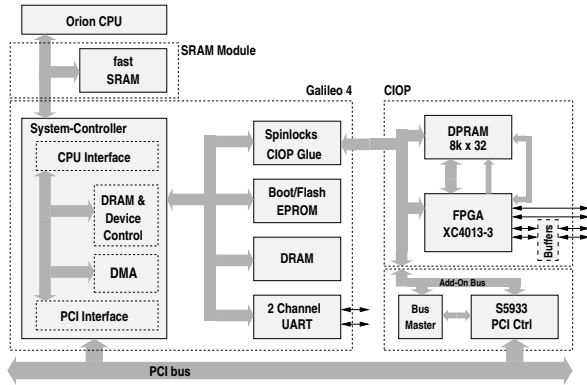 Orion CPU
SRAM Module
fast
SRAM
Galileo 4
CIOP
System-Controller
CPU Interface
DRAM &
Device
Control
DMA
PCI Interface
Spinlocks
CIOP Glue
Boot/Flash
EPROM
DRAM
2 Channel
UART
DPRAM
8k x 32
FPGA
XC4013-3
Buffers
Add-On Bus
Bus
Master
S5933
PCI Ctrl
PCI bus